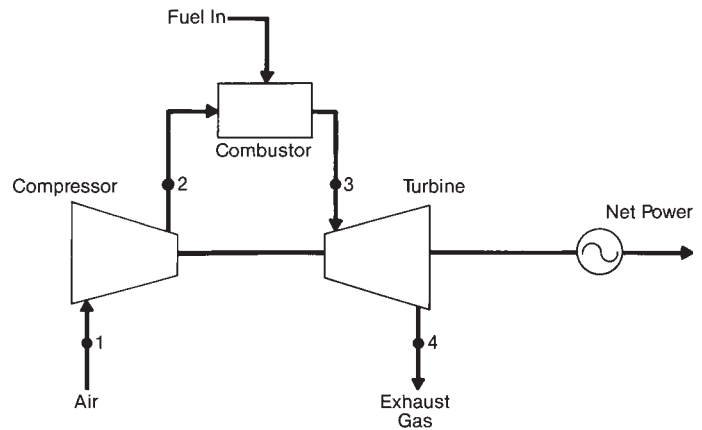 Fuel In
Combustor
2
3
Compressor
Turbine
Net Power
1
4
Air
Exhaust
Gas